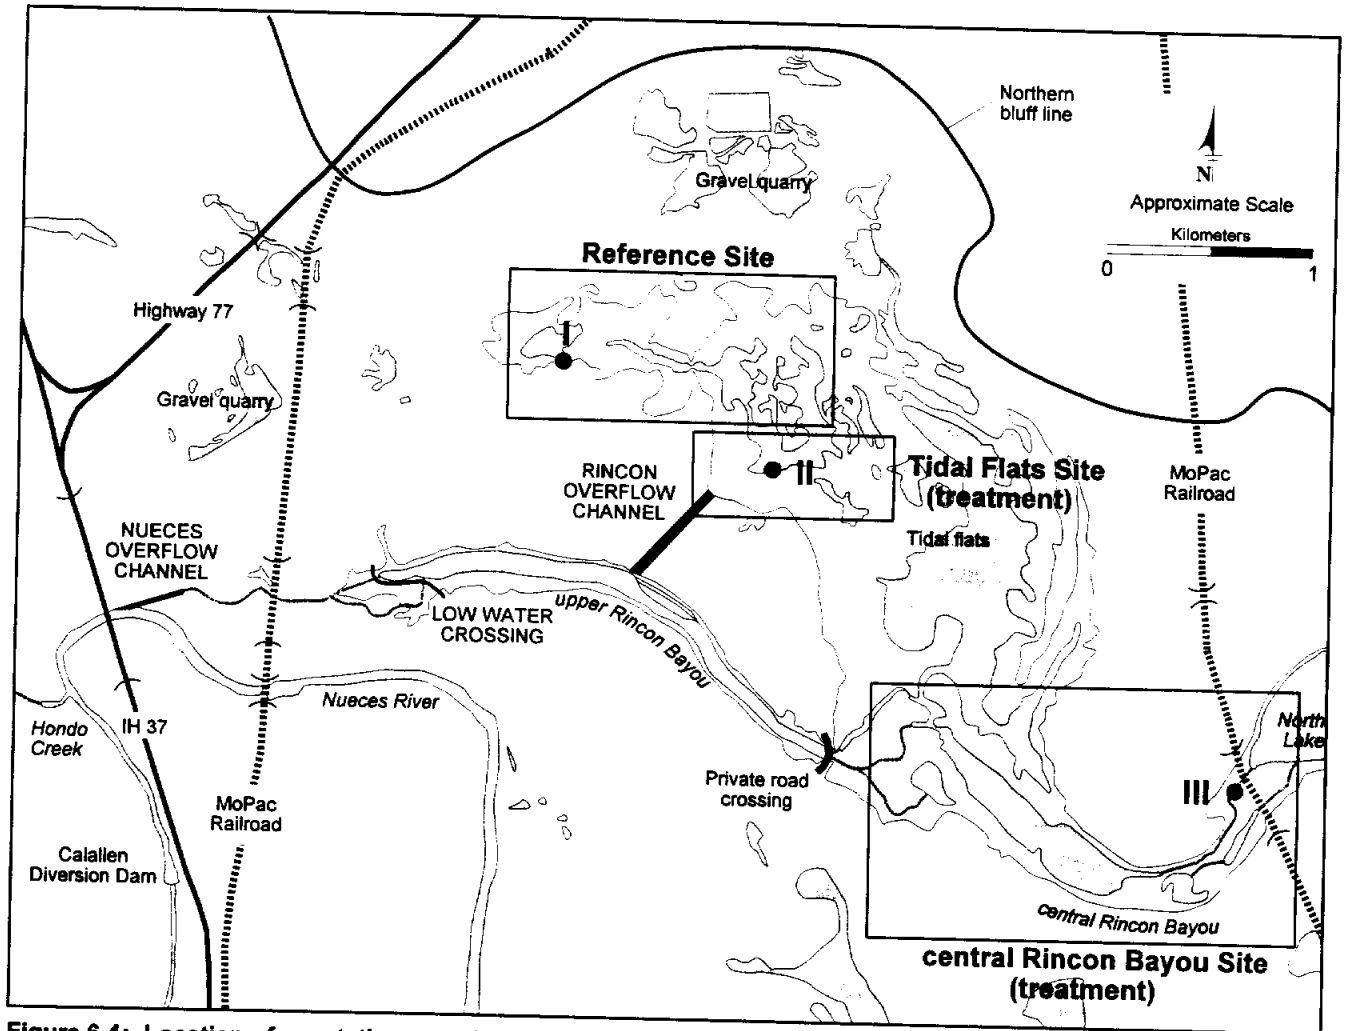 Northern
bluff line
N
Approximate Scale
Kilometers
0
1
Gravel quarry
Reference Site
Highway 77
I
Gravel quarry
RINCON
OVERFLOW
CHANNEL
II
Tidal Flats Site
(treatment)
MoPac
Railroad
NUECES
OVERFLOW
CHANNEL
Tidal flats
LOW WATER
CROSSING
upper Rincon Bayou
Nueces River
Hondo
Creek
IH 37
North
Lake
Private road
crossing
III
MoPac
Railroad
Calallen
Diversion Dam
central Rincon Bayou
central Rincon Bayou Site
(treatment)